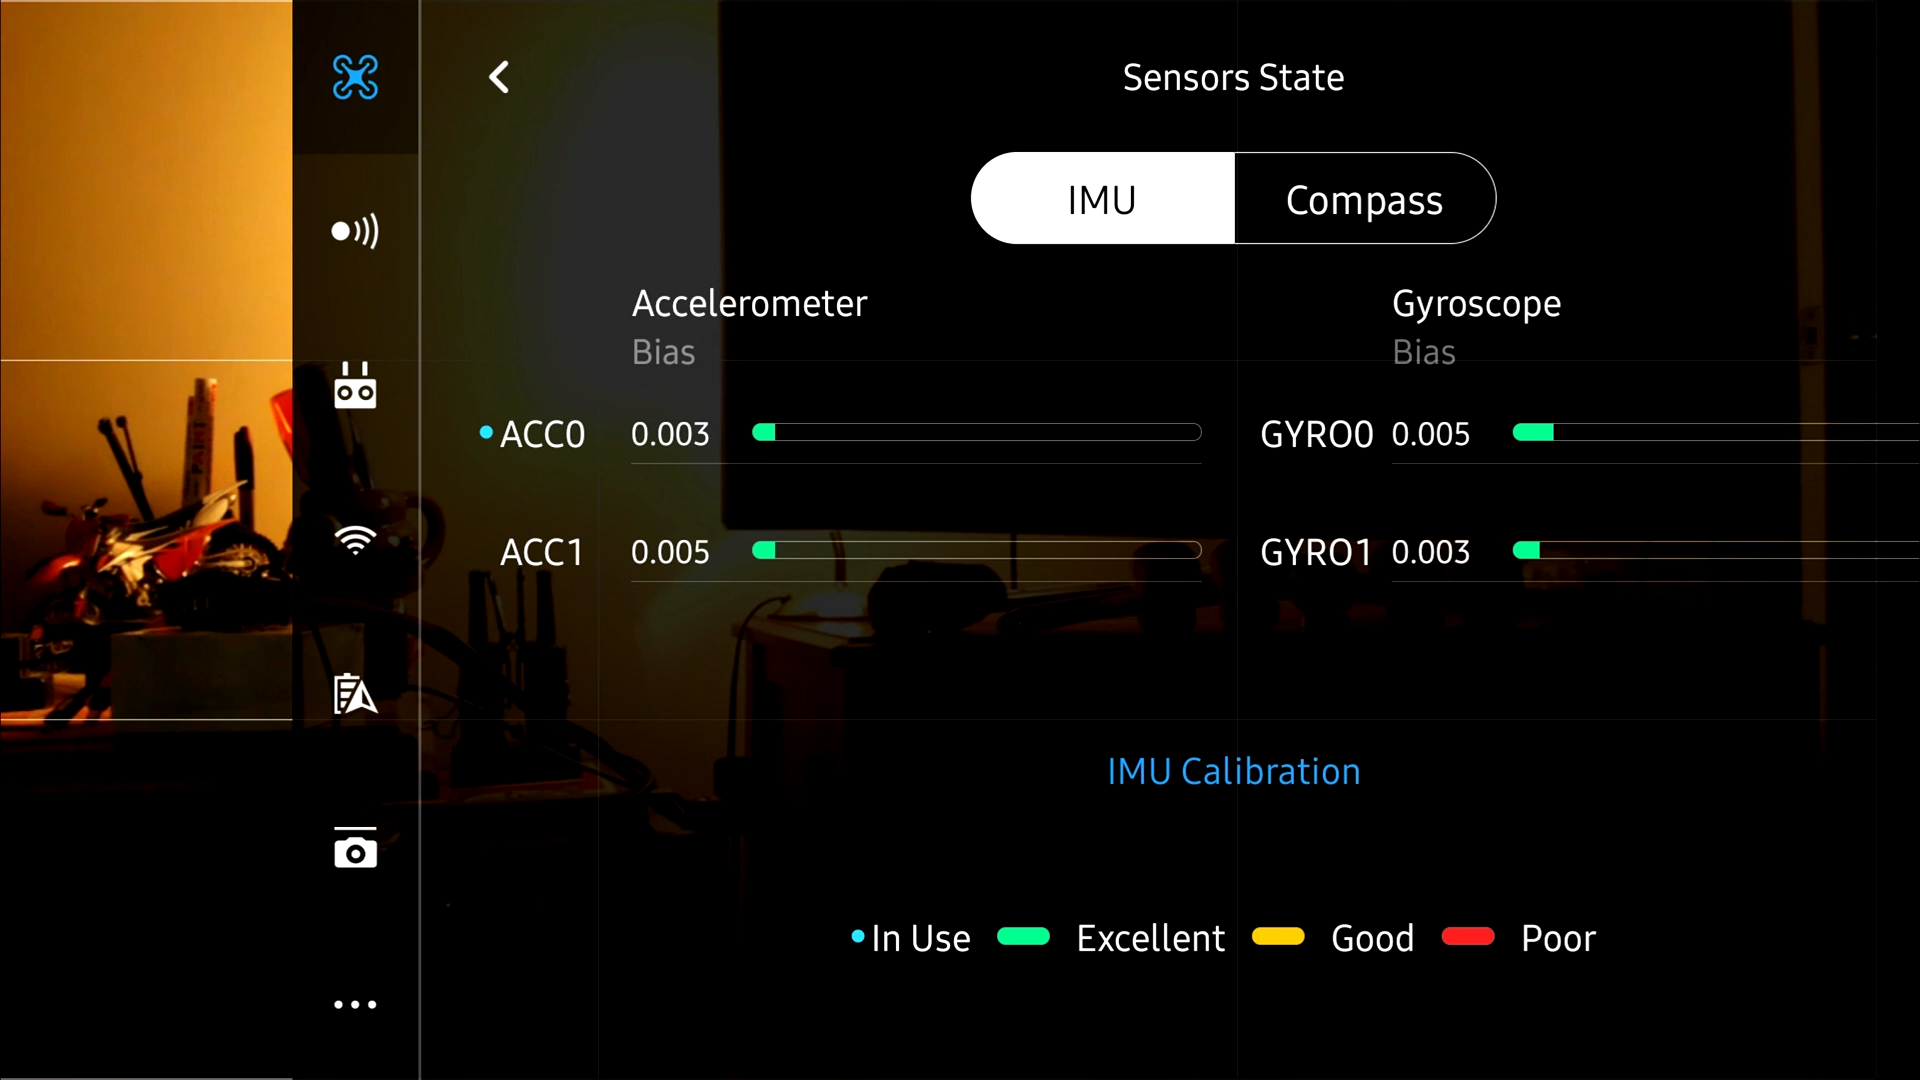 Sensors State
IMU Compass
Accelerometer Gyroscope
Bias Bias
ACC0 0.003 GYRO0 0.005
ACC1 0.005 GYRO1 0.003
IMU Calibration
In Use Excellent Good Poor